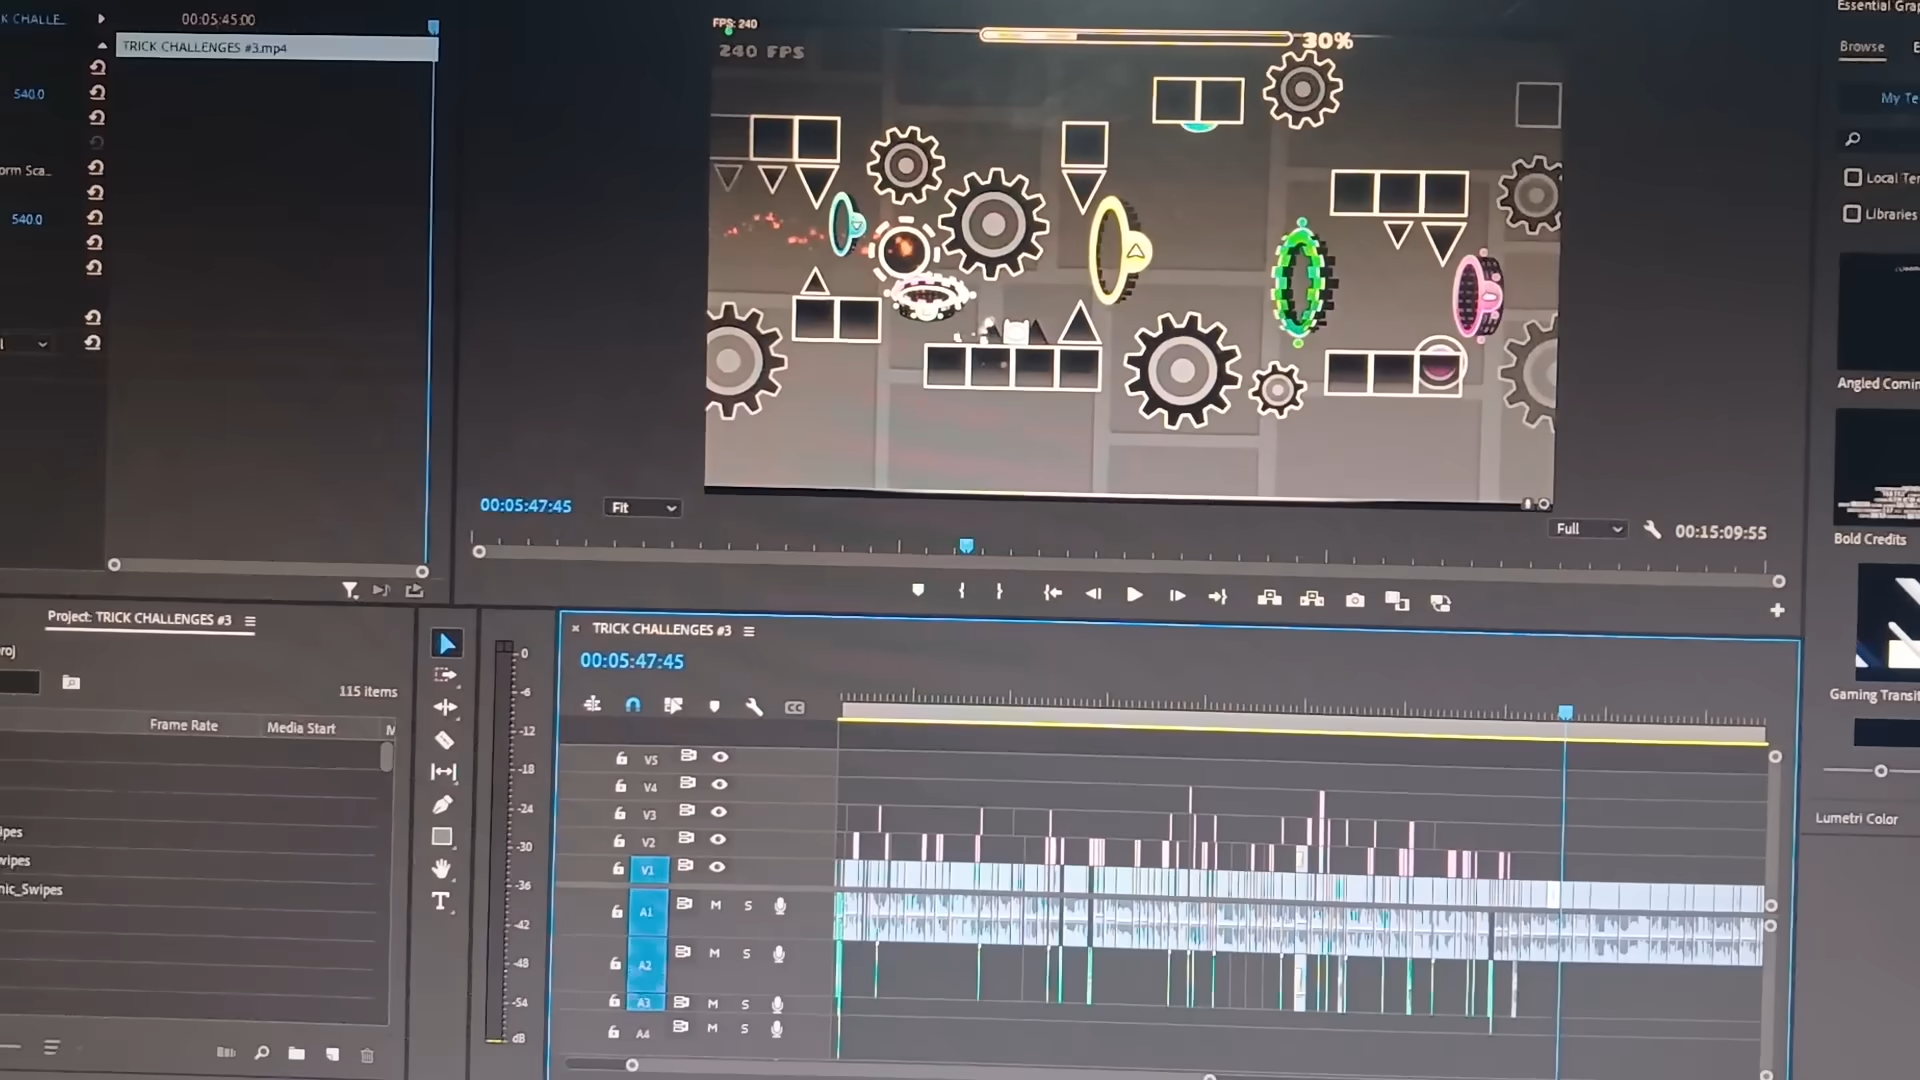 K CHALLE...
00:05:45:00
TRICK CHALLENGES #3.mp4
540.0
orm Sca...
540.0
FPS: 240
240 FPS
30%
Essential Gra
Browse
E
My Te
Local Te
Libraries
Angled Comin
Bold Credits
Gaming Transi
Lumetri Color
00:05:47:45
Fit
Full
00:15:09:55
Project: TRICK CHALLENGES #3
roj
115 items
Frame Rate
Media Start
M
ipes
wipes
nic_Swipes
0
-6
-12
-18
-24
-30
-36
-42
-48
-54
dB
TRICK CHALLENGES #3
00:05:47:45
CC
V5
V4
V3
V2
V1
A1 M S
A2 M S
A3 M S
A4 M S
T